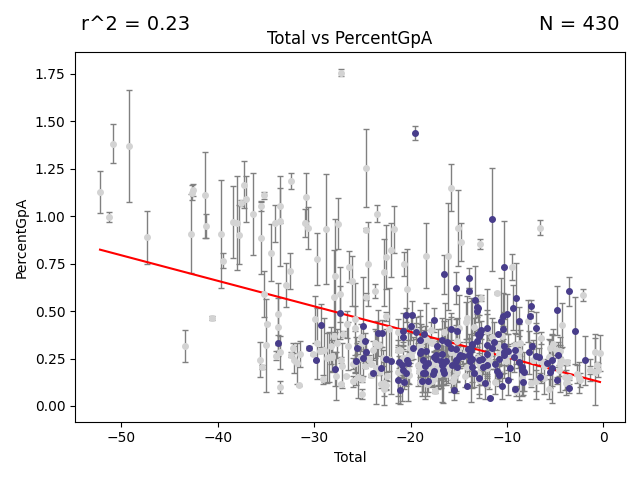 r^2 = 0.23 N = 430
Total vs PercentGpA
PercentGpA
1.75
1.50
1.25
1.00
0.75
0.50
0.25
0.00
−50 −40 −30 −20 −10 0
Total